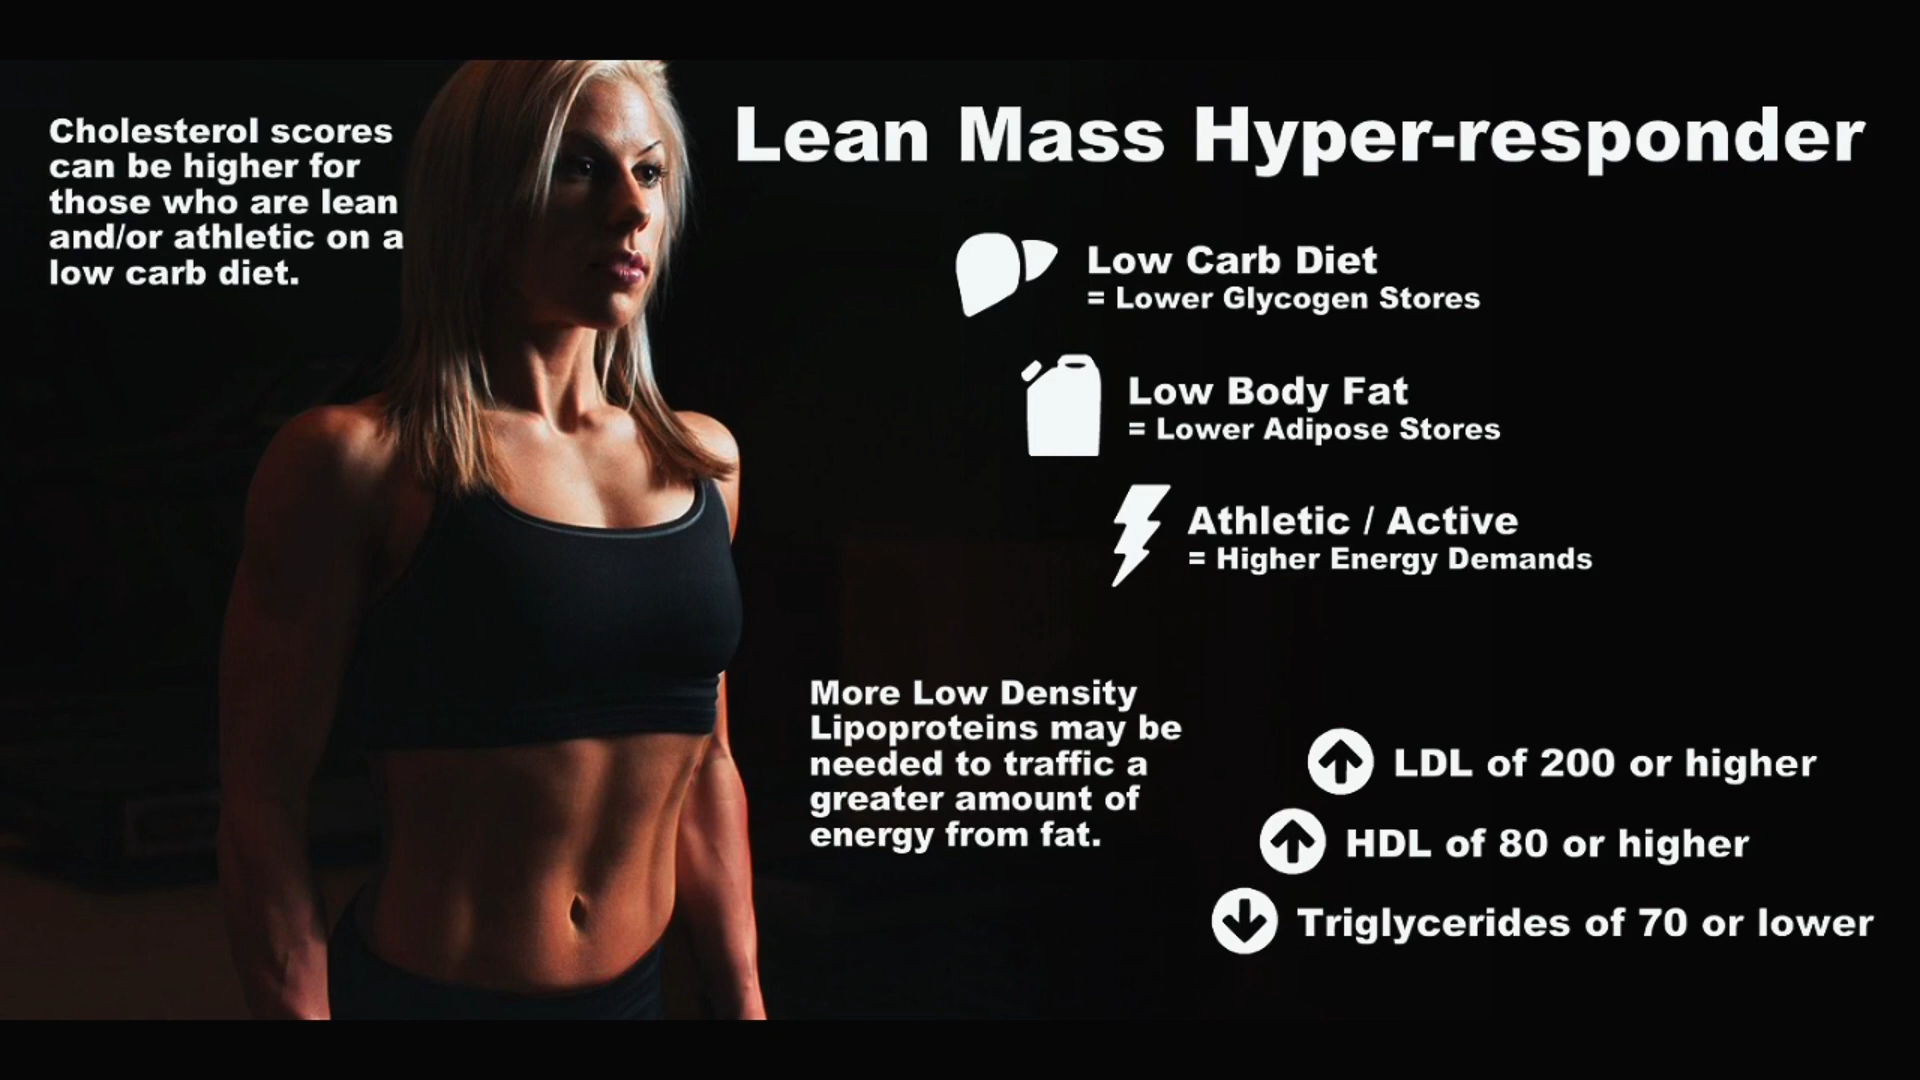 Cholesterol scores
can be higher for
those who are lean
and/or athletic on a
low carb diet.
Lean Mass Hyper-responder
Low Carb Diet
= Lower Glycogen Stores
Low Body Fat
= Lower Adipose Stores
Athletic / Active
= Higher Energy Demands
More Low Density
Lipoproteins may be
needed to traffic a
greater amount of
energy from fat.
LDL of 200 or higher
HDL of 80 or higher
Triglycerides of 70 or lower